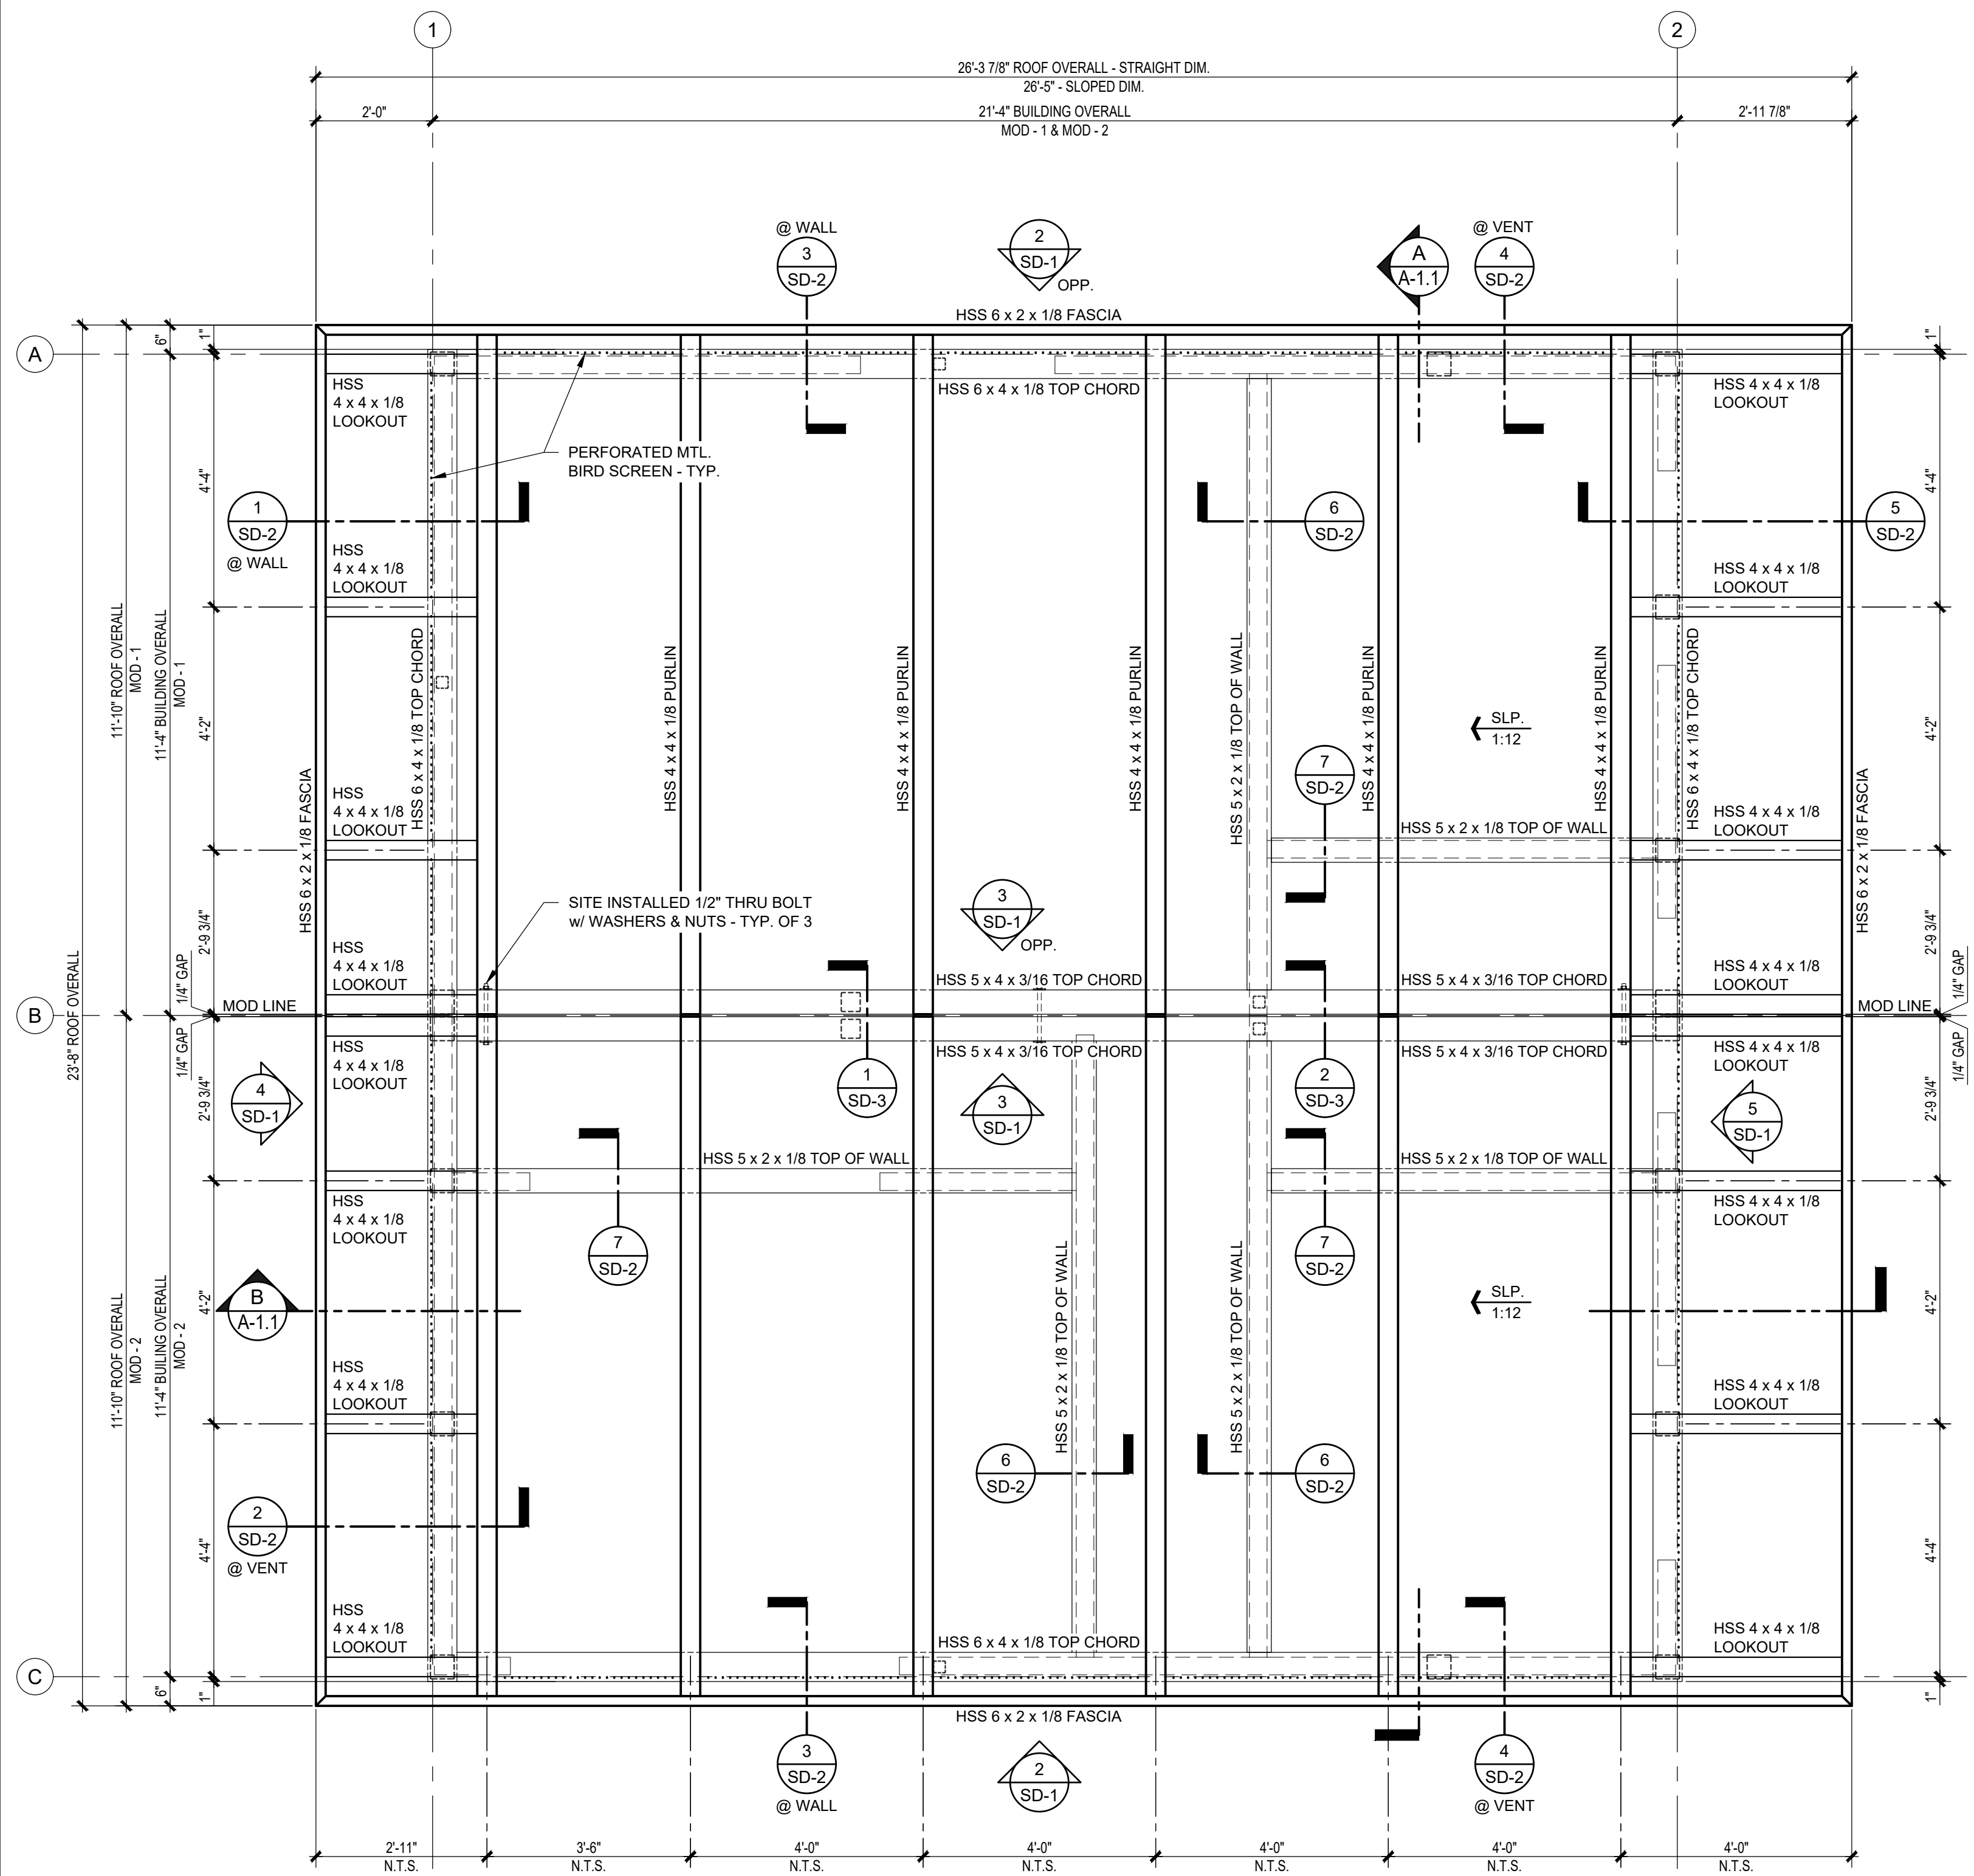 1
2
26'-3 7/8" ROOF OVERALL - STRAIGHT DIM.
26'-5" - SLOPED DIM.
2'-0"
21'-4" BUILDING OVERALL
MOD - 1 & MOD - 2
2'-11 7/8"
@ WALL
3
SD-2
2
SD-1
OPP.
A
A-1.1
@ VENT
4
SD-2
HSS 6 x 2 x 1/8 FASCIA
A
6"
1"
1"
HSS
4 x 4 x 1/8
LOOKOUT
HSS 6 x 4 x 1/8 TOP CHORD
HSS 4 x 4 x 1/8
LOOKOUT
PERFORATED MTL.
BIRD SCREEN - TYP.
4'-4"
4'-4"
1
SD-2
@ WALL
6
SD-2
5
SD-2
HSS
4 x 4 x 1/8
LOOKOUT
HSS 4 x 4 x 1/8
LOOKOUT
11'-10" ROOF OVERALL
MOD - 1
11'-4" BUILDING OVERALL
MOD - 1
4'-2"
HSS 6 x 4 x 1/8 TOP CHORD
HSS 4 x 4 x 1/8 PURLIN
HSS 4 x 4 x 1/8 PURLIN
HSS 4 x 4 x 1/8 PURLIN
HSS 5 x 2 x 1/8 TOP OF WALL
HSS 4 x 4 x 1/8 PURLIN
SLP.
1:12
HSS 4 x 4 x 1/8 PURLIN
HSS 6 x 4 x 1/8 TOP CHORD
4'-2"
7
SD-2
HSS 6 x 2 x 1/8 FASCIA
HSS 6 x 2 x 1/8 FASCIA
HSS
4 x 4 x 1/8
LOOKOUT
HSS 5 x 2 x 1/8 TOP OF WALL
HSS 4 x 4 x 1/8
LOOKOUT
SITE INSTALLED 1/2" THRU BOLT
w/ WASHERS & NUTS - TYP. OF 3
3
SD-1
OPP.
2'-9 3/4"
2'-9 3/4"
HSS
4 x 4 x 1/8
LOOKOUT
HSS 5 x 4 x 3/16 TOP CHORD
HSS 5 x 4 x 3/16 TOP CHORD
HSS 4 x 4 x 1/8
LOOKOUT
23'-8" ROOF OVERALL
1/4" GAP
1/4" GAP
B
MOD LINE
MOD LINE
1/4" GAP
1/4" GAP
HSS
4 x 4 x 1/8
LOOKOUT
HSS 5 x 4 x 3/16 TOP CHORD
HSS 5 x 4 x 3/16 TOP CHORD
HSS 4 x 4 x 1/8
LOOKOUT
4
SD-1
1
SD-3
3
SD-1
2
SD-3
5
SD-1
2'-9 3/4"
2'-9 3/4"
HSS 5 x 2 x 1/8 TOP OF WALL
HSS 5 x 2 x 1/8 TOP OF WALL
HSS
4 x 4 x 1/8
LOOKOUT
HSS 4 x 4 x 1/8
LOOKOUT
7
SD-2
7
SD-2
B
A-1.1
11'-10" ROOF OVERALL
MOD - 2
11'-4" BUILING OVERALL
MOD - 2
4'-2"
HSS 5 x 2 x 1/8 TOP OF WALL
HSS 5 x 2 x 1/8 TOP OF WALL
SLP.
1:12
4'-2"
HSS
4 x 4 x 1/8
LOOKOUT
HSS 4 x 4 x 1/8
LOOKOUT
6
SD-2
6
SD-2
2
SD-2
@ VENT
4'-4"
4'-4"
HSS
4 x 4 x 1/8
LOOKOUT
HSS 6 x 4 x 1/8 TOP CHORD
HSS 4 x 4 x 1/8
LOOKOUT
C
6"
1"
1"
HSS 6 x 2 x 1/8 FASCIA
3
SD-2
@ WALL
2
SD-1
4
SD-2
@ VENT
2'-11"
N.T.S.
3'-6"
N.T.S.
4'-0"
N.T.S.
4'-0"
N.T.S.
4'-0"
N.T.S.
4'-0"
N.T.S.
4'-0"
N.T.S.